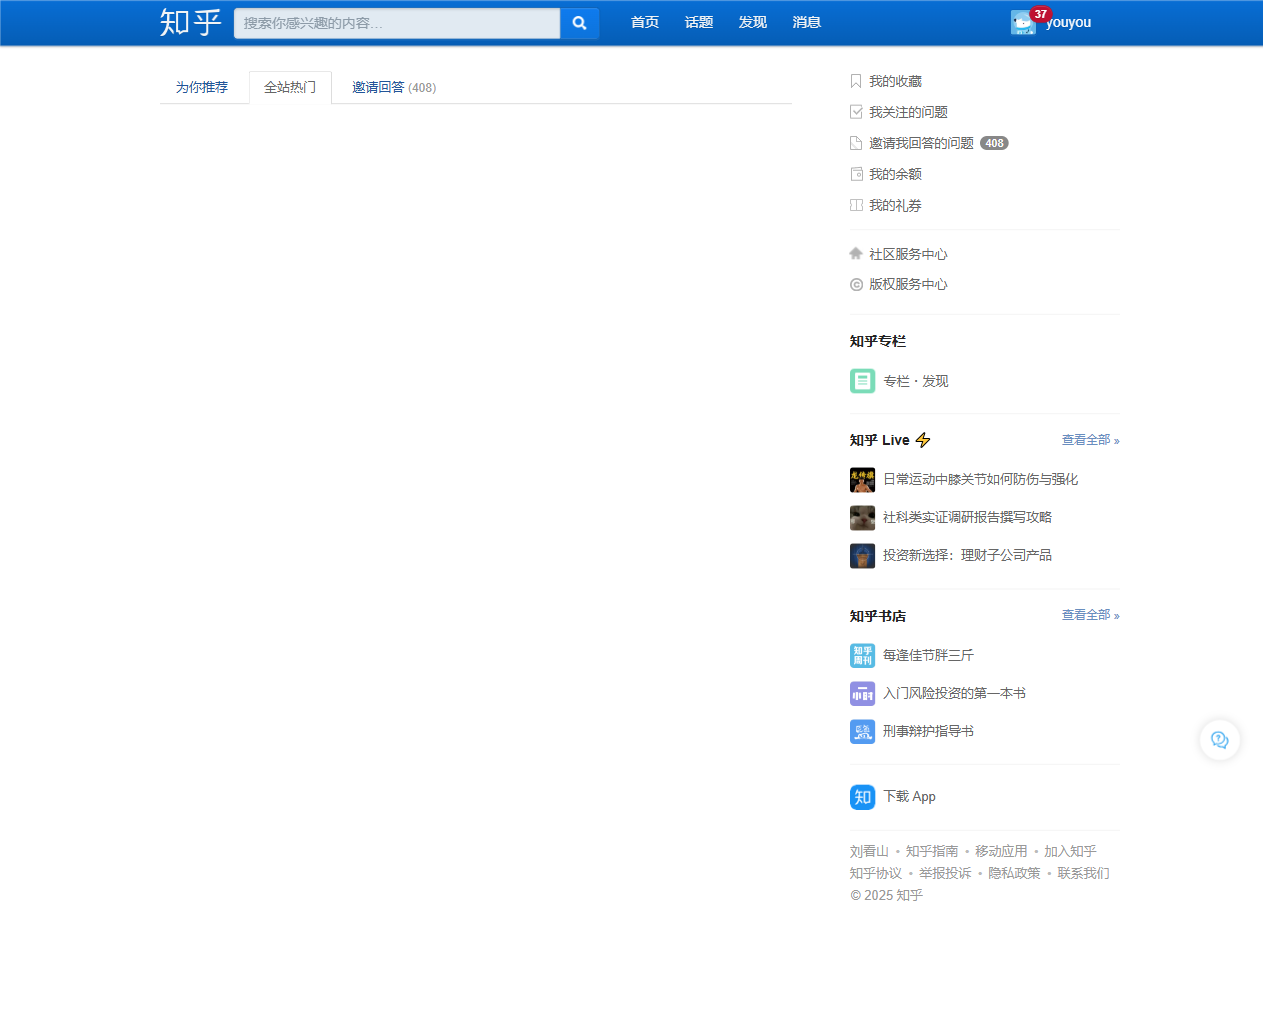 知乎 搜索你感兴趣的内容... 首页 话题 发现 消息 37 youyou
为你推荐 全站热门 邀请回答 (408)
我的收藏
我关注的问题
邀请我回答的问题 408
我的余额
我的礼券
社区服务中心
版权服务中心
知乎专栏
专栏 · 发现
知乎 Live 查看全部 »
日常运动中膝关节如何防伤与强化
社科类实证调研报告撰写攻略
投资新选择：理财子公司产品
知乎书店 查看全部 »
知乎
周刊
每逢佳节胖三斤
入门风险投资的第一本书
刑事辩护指导书
知 下载 App
刘看山 • 知乎指南 • 移动应用 • 加入知乎
知乎协议 • 举报投诉 • 隐私政策 • 联系我们
© 2025 知乎